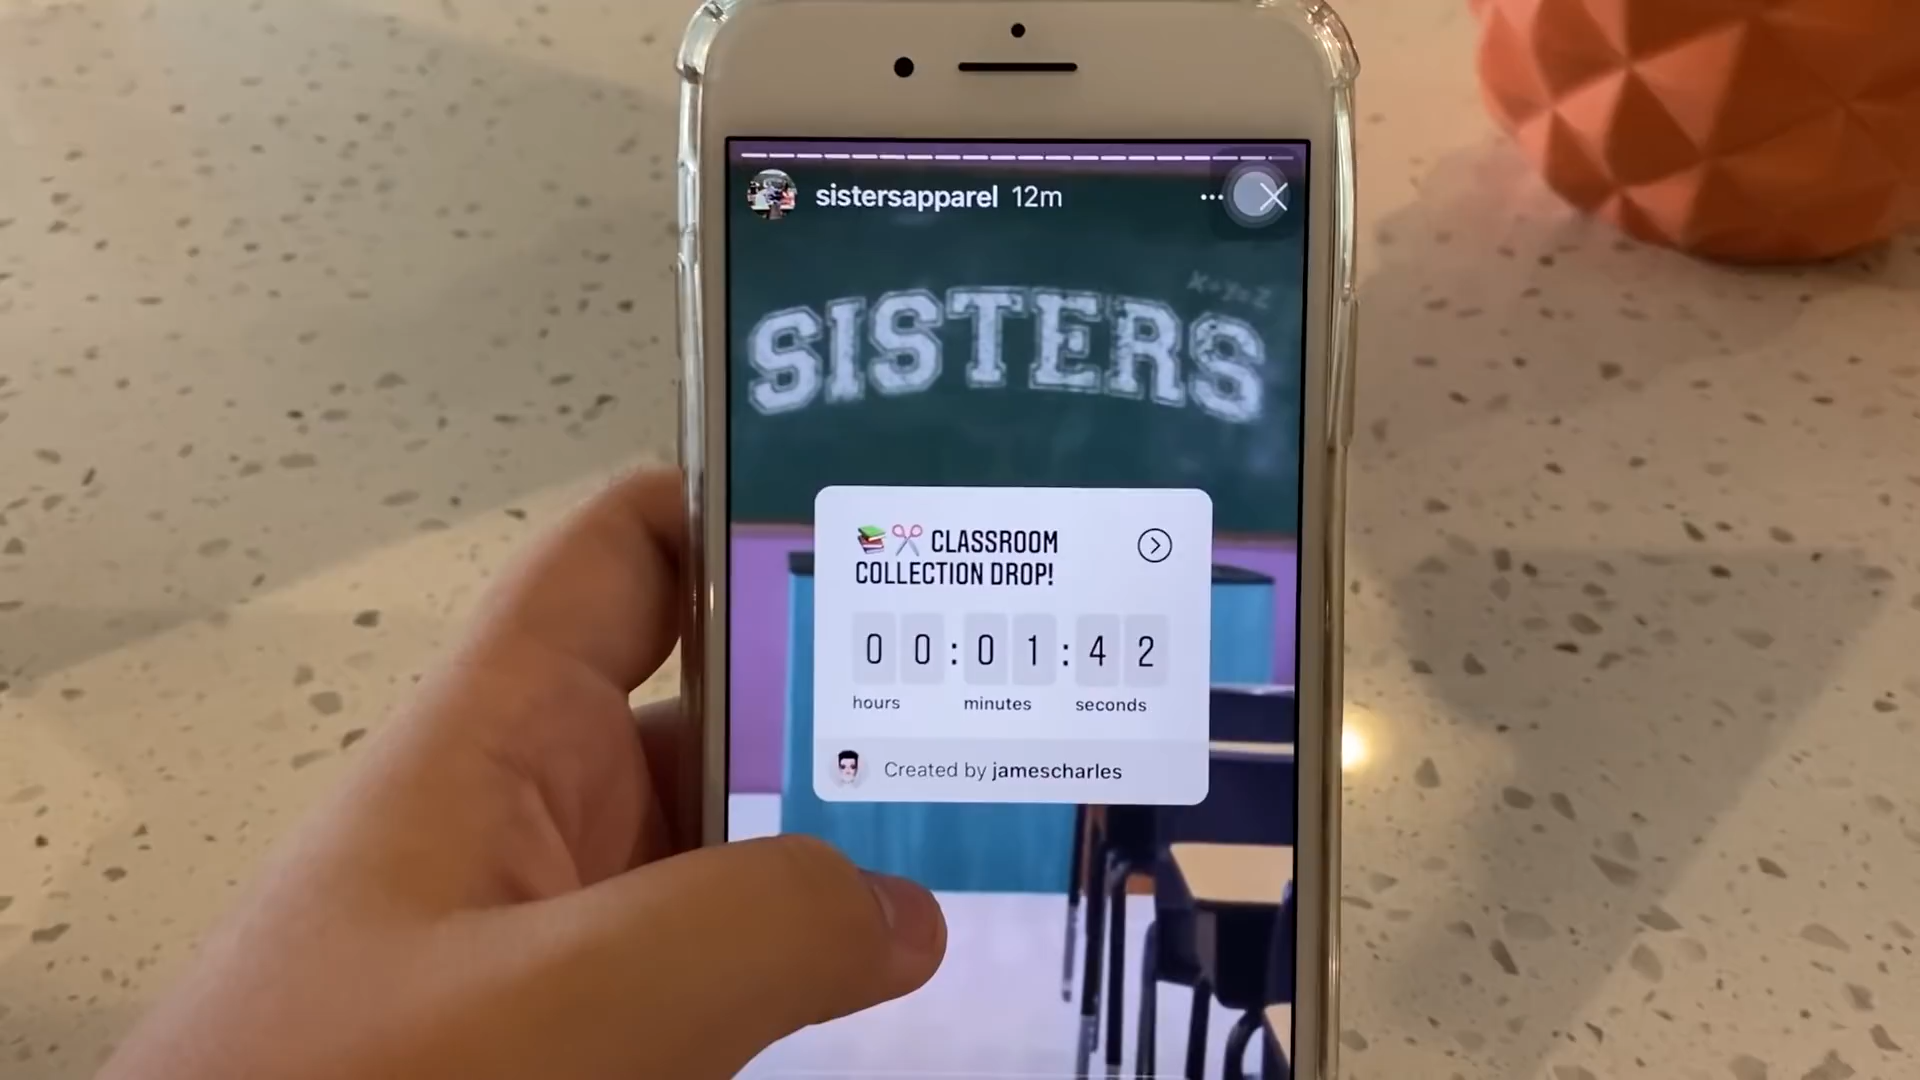 sistersapparel 12m
x+y=z
SISTERS
📚✂️ CLASSROOM
COLLECTION DROP!
00:01:42
hours minutes seconds
Created by jamescharles